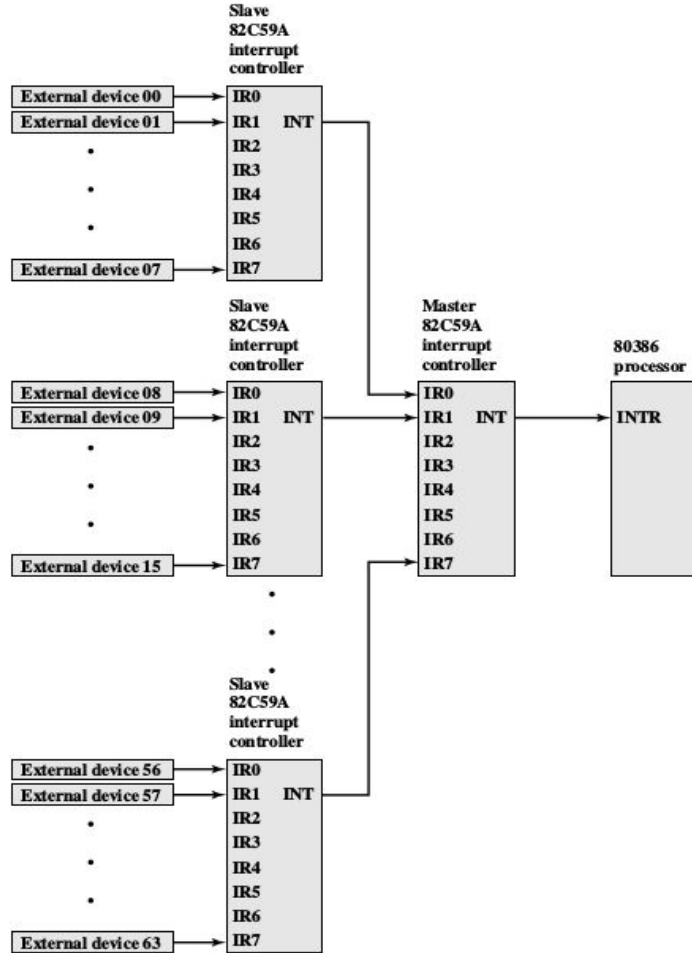 Slave
82C59A
interrupt
controller
External device 00
IR0
External device 01
IR1 INT
IR2
IR3
IR4
IR5
IR6
External device 07
IR7
Slave
82C59A
interrupt
controller
External device 08
IR0
External device 09
IR1 INT
IR2
IR3
IR4
IR5
IR6
External device 15
IR7
Master
82C59A
interrupt
controller
IR0
IR1 INT
IR2
IR3
IR4
IR5
IR6
IR7
80386
processor
INTR
Slave
82C59A
interrupt
controller
External device 56
IR0
External device 57
IR1 INT
IR2
IR3
IR4
IR5
IR6
External device 63
IR7